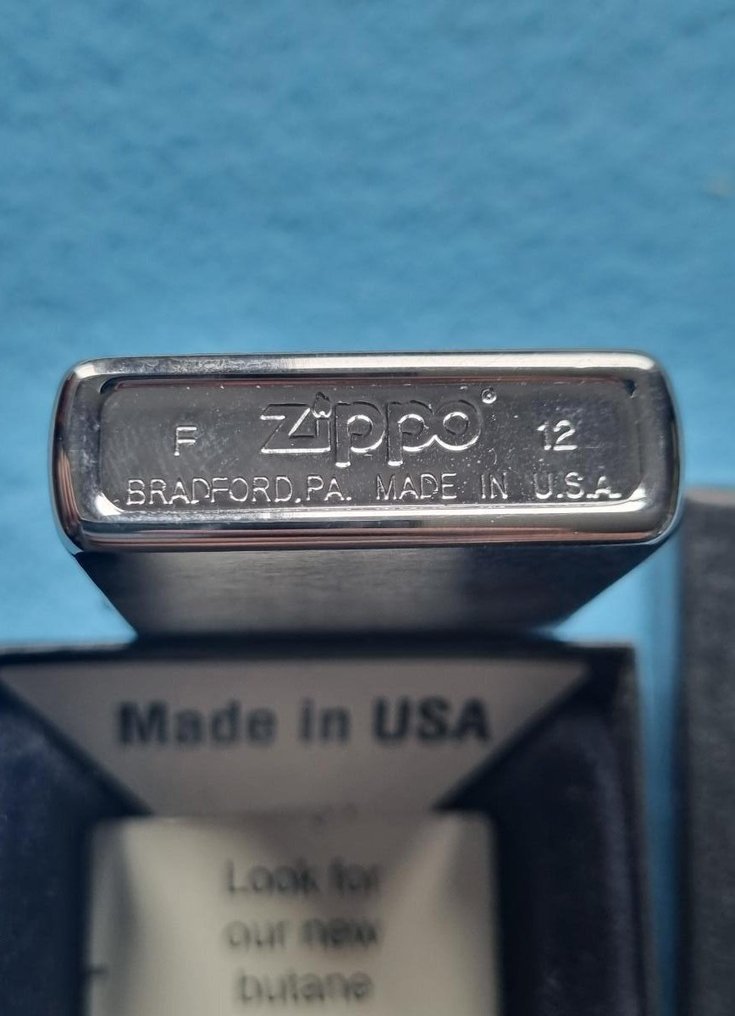 F Zippo® 12
BRADFORD,PA. MADE IN U.S.A.
Made in USA
Look for
our new
butane